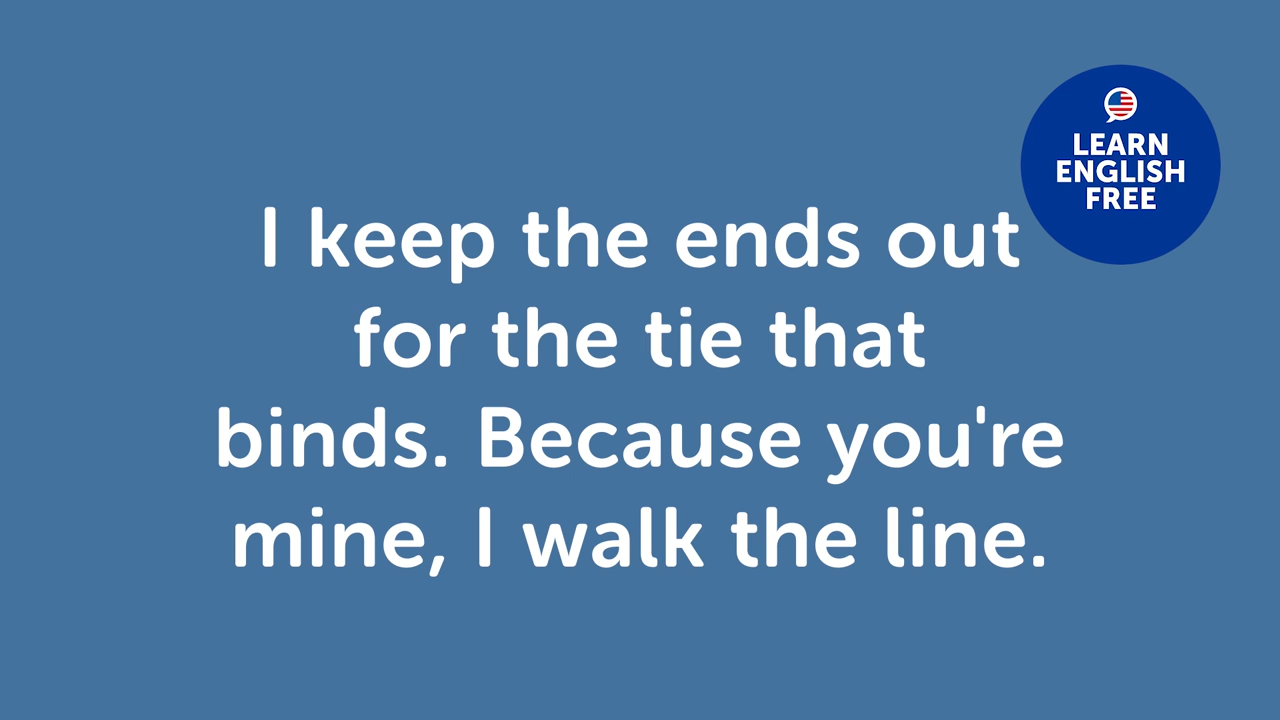 LEARN
ENGLISH
FREE
I keep the ends out
for the tie that
binds. Because you're
mine, I walk the line.